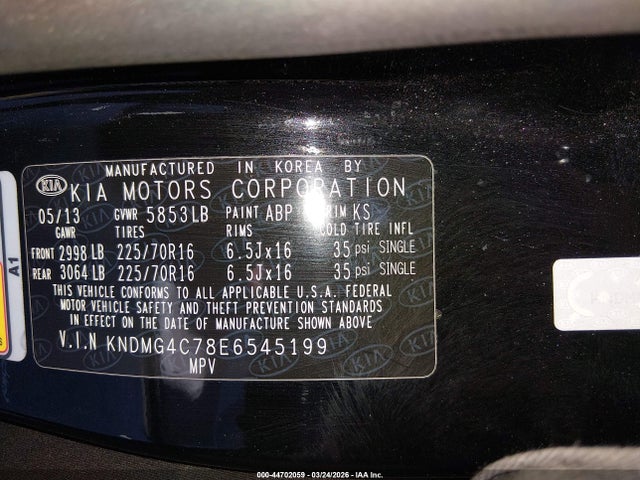 MANUFACTURED IN KOREA BY
KIA KIA MOTORS CORPORATION
05/13 GVWR 5853LB PAINT ABP TRIM KS
GAWR TIRES RIMS COLD TIRE INFL
FRONT 2998 LB 225/70R16 6.5Jx16 35 psi SINGLE
REAR 3064 LB 225/70R16 6.5Jx16 35 psi SINGLE
THIS VEHICLE CONFORMS TO ALL APPLICABLE U.S.A. FEDERAL
MOTOR VEHICLE SAFETY AND THEFT PREVENTION STANDARDS
IN EFFECT ON THE DATE OF MANUFACTURE SHOWN ABOVE
V.I.N KNDMG4C78E6545199
MPV
A1
000-44702059 - 03/24/2026 - IAA Inc.